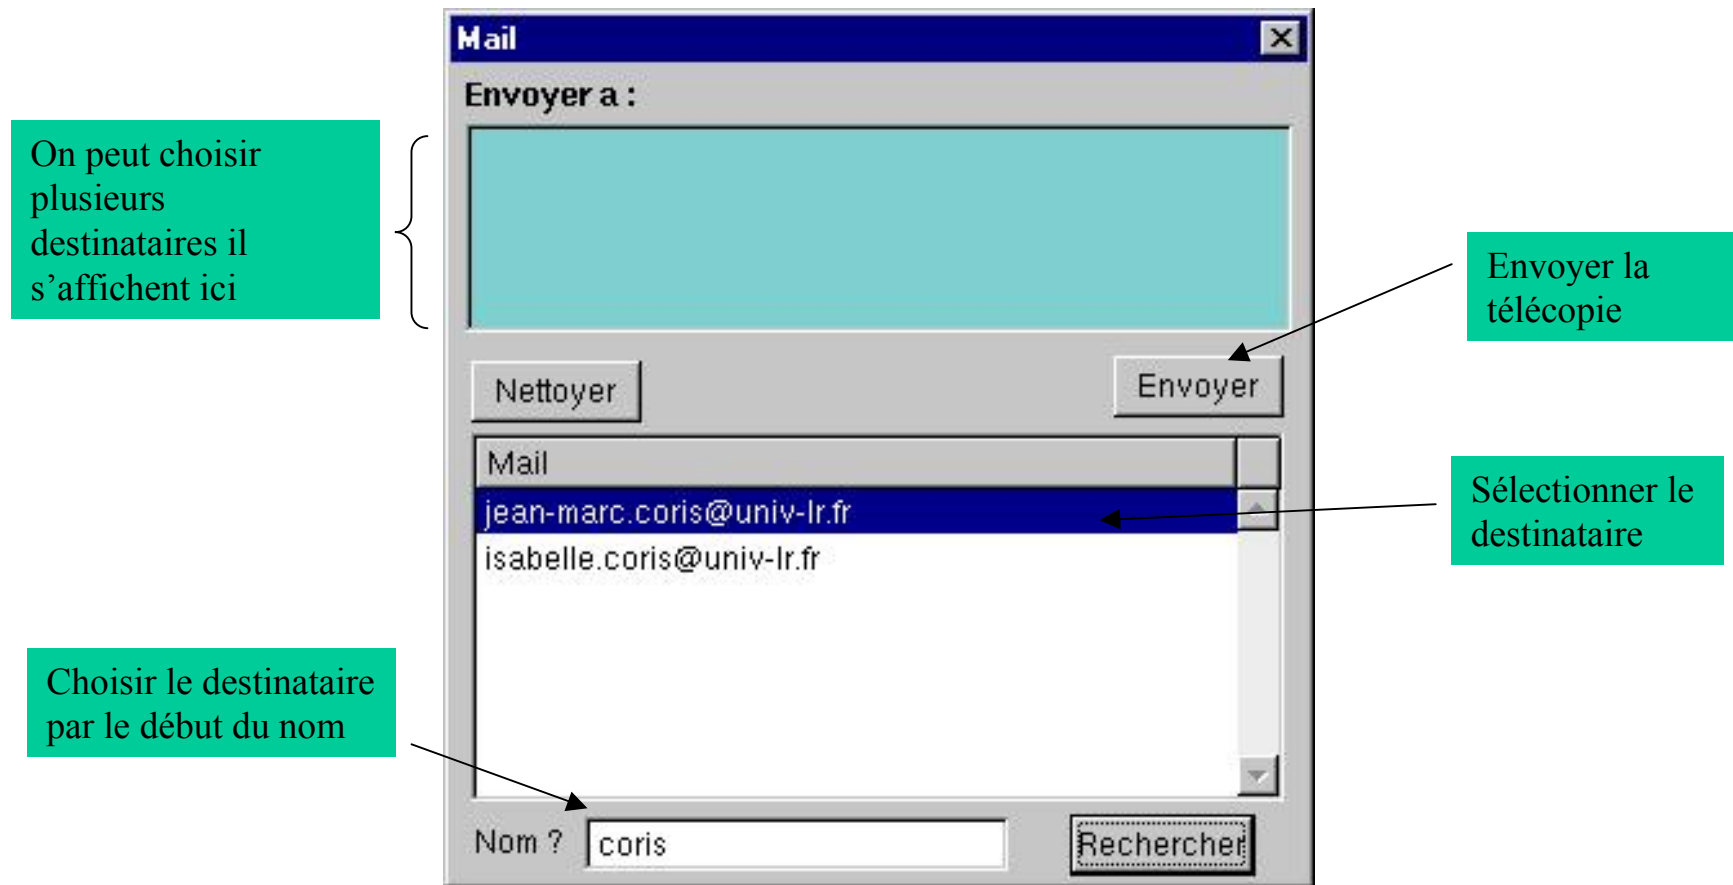 Mail
Envoyer a :
On peut choisir
plusieurs
destinataires il
s’affichent ici
Envoyer la
télécopie
Nettoyer
Envoyer
Mail
jean-marc.coris@univ-lr.fr
isabelle.coris@univ-lr.fr
Sélectionner le
destinataire
Choisir le destinataire
par le début du nom
Nom ?
coris
Rechercher